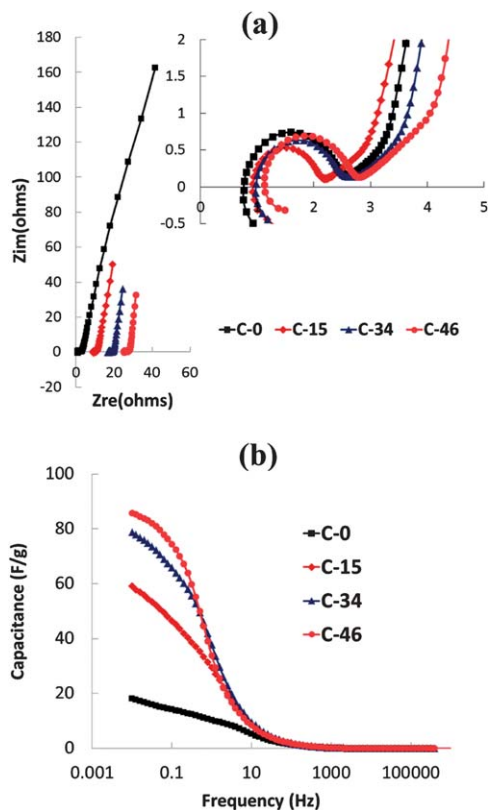 (a)
180
160
140
120
100
80
60
40
20
0
-20
Zim(ohms)
0 20 40 60
Zre(ohms)
2
1.5
1
0.5
0
-0.5
0 1 2 3 4 5
C-0 C-15 C-34 C-46
(b)
100
80
60
40
20
0
Capacitance (F/g)
C-0
C-15
C-34
C-46
0.001 0.1 10 1000 100000
Frequency (Hz)